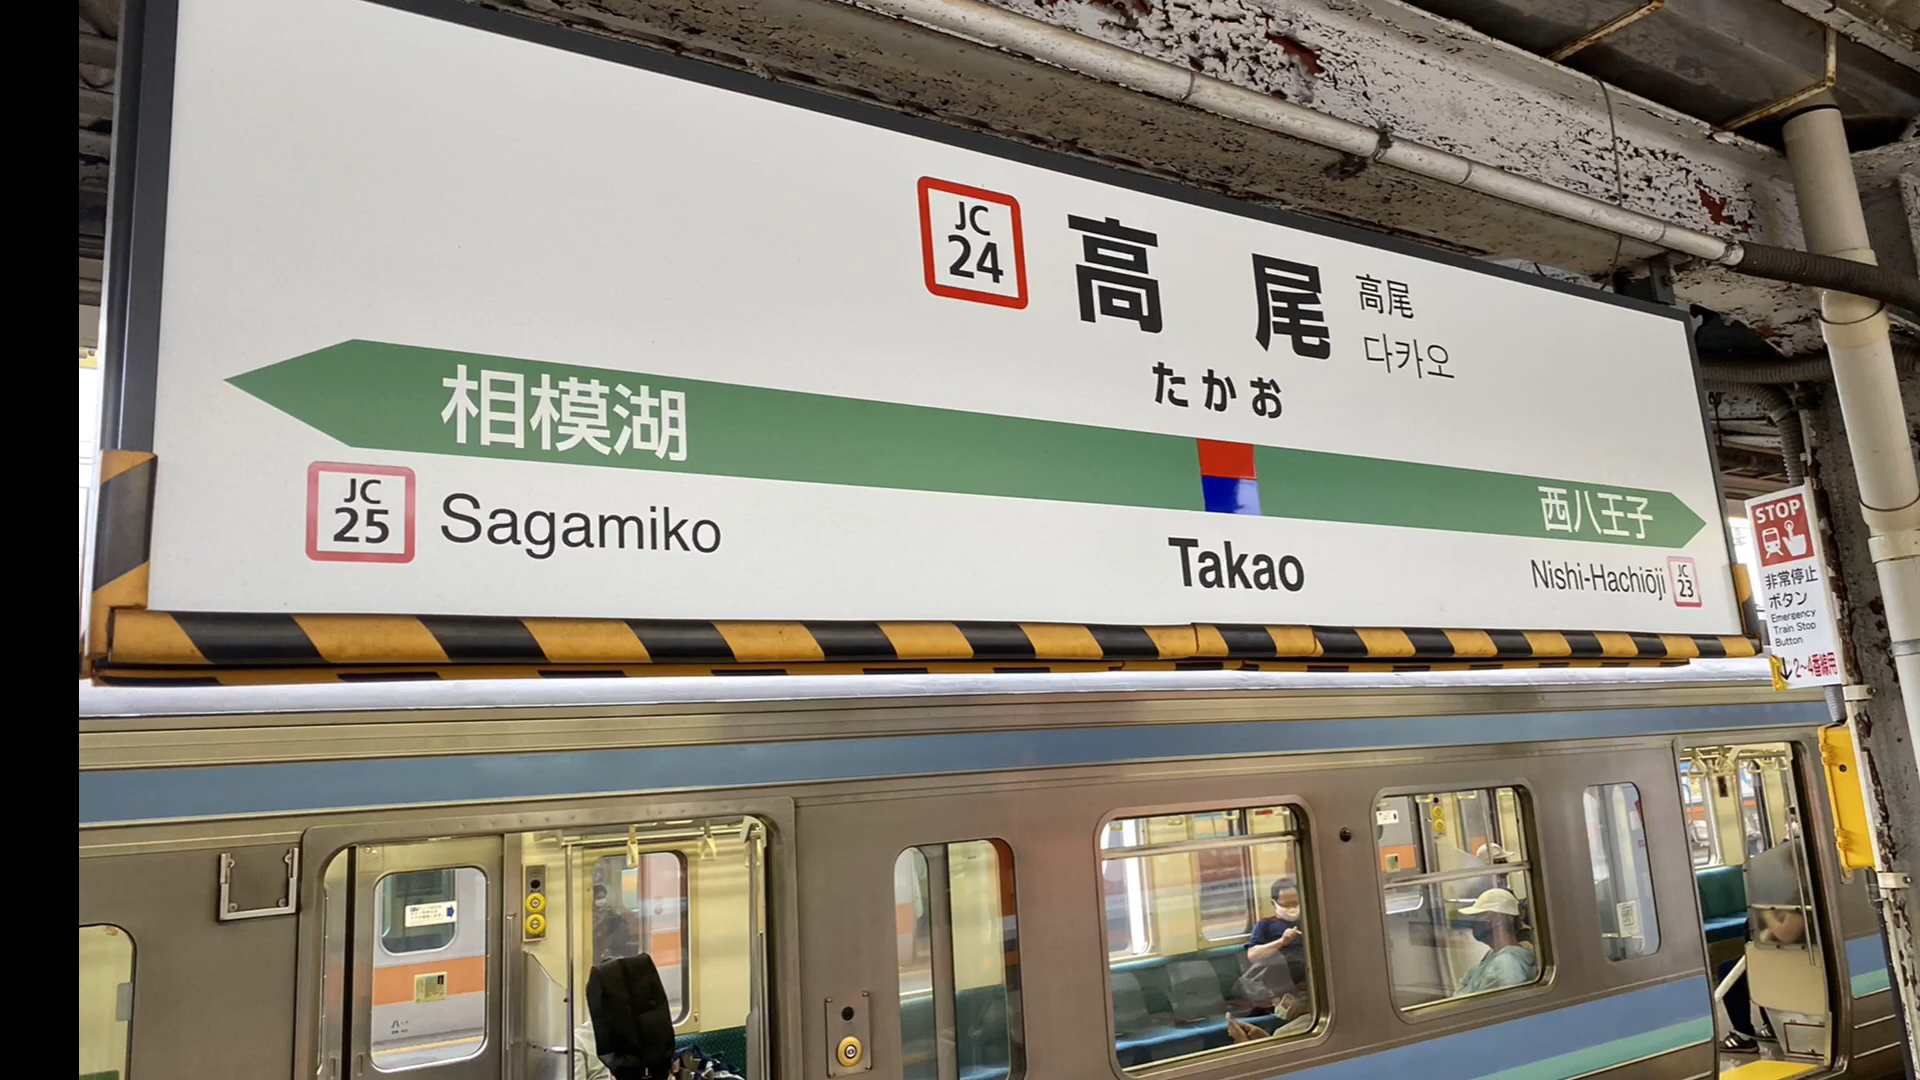 JC
24
高尾
高尾
다카오
たかお
相模湖
西八王子
JC
25
Sagamiko
Takao
Nishi-Hachiōji
JC
23
STOP
非常停止
ボタン
Emergency
Train Stop
Button
↓2~4番線用